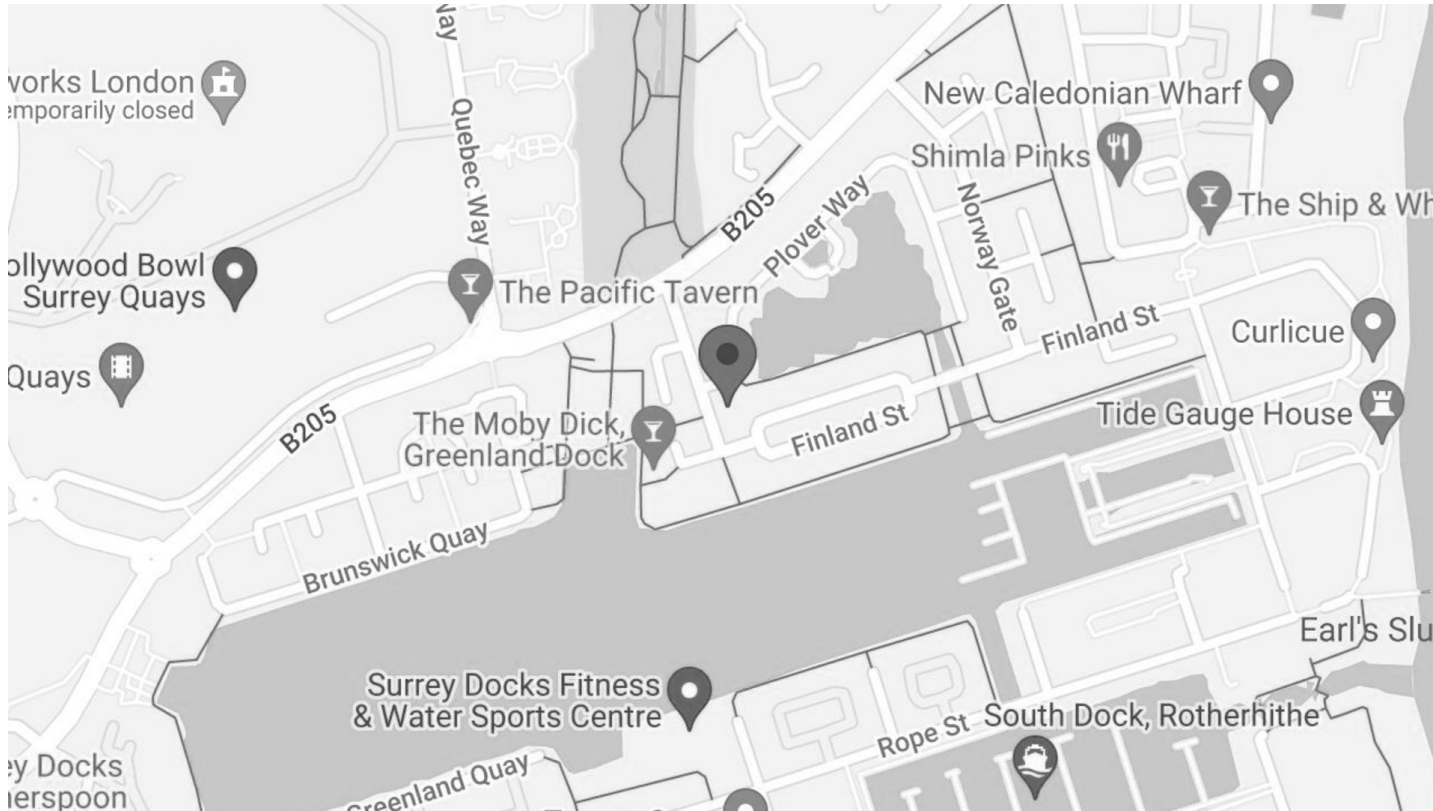 Way
works London
emporarily closed
Quebec Way
New Caledonian Wharf
Shimla Pinks
B205
Plover Way
Norway Gate
The Ship & Wh
ollywood Bowl
Surrey Quays
The Pacific Tavern
Finland St
Curlicue
Quays
B205
The Moby Dick,
Greenland Dock
Finland St
Tide Gauge House
Brunswick Quay
Earl's Slu
Surrey Docks Fitness
& Water Sports Centre
Rope St
South Dock, Rotherhithe
ey Docks
herspoon
Greenland Quay